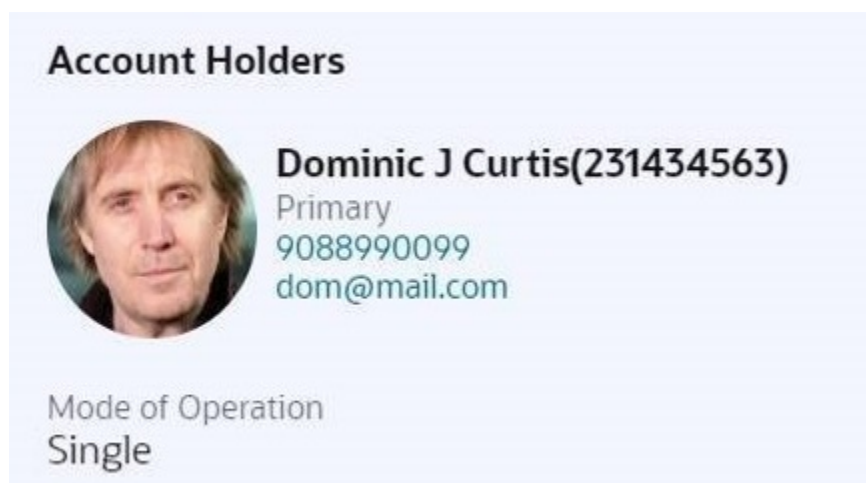 Account Holders
Dominic J Curtis(231434563)
Primary
9088990099
dom@mail.com
Mode of Operation
Single